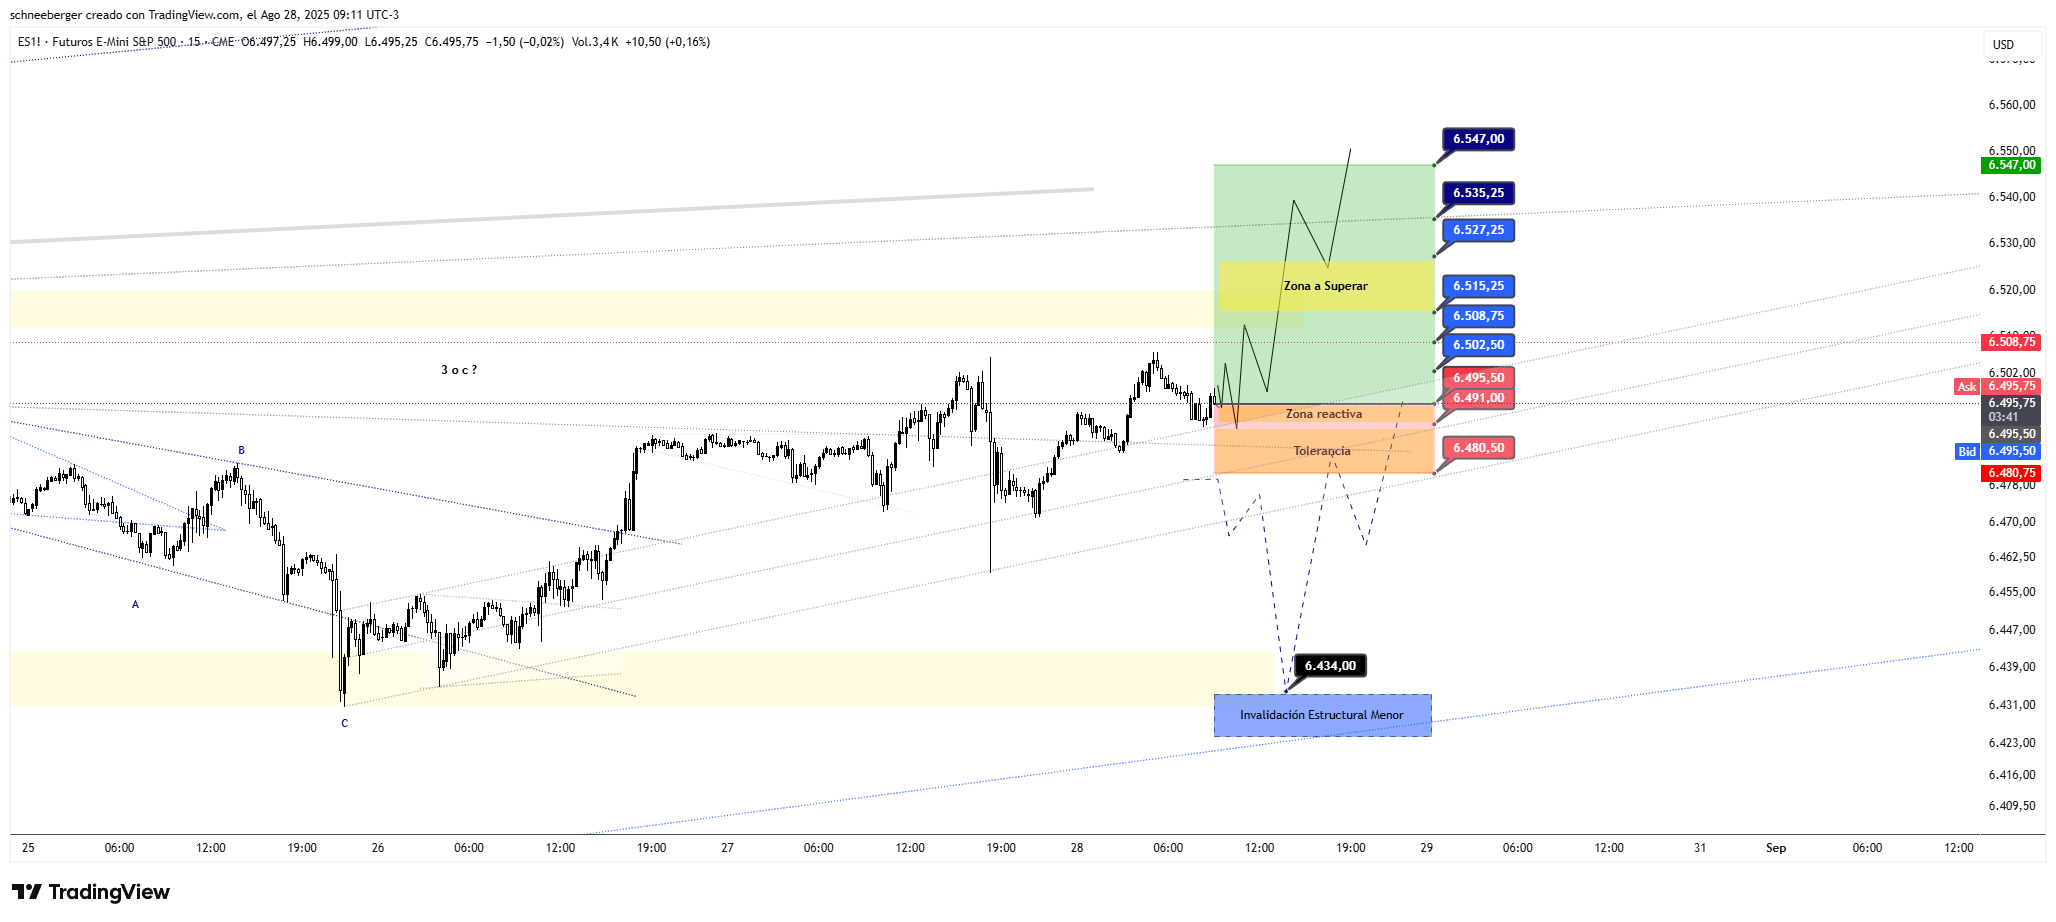 schneeberger creado con TradingView.com, el Ago 28, 2025 09:11 UTC-3
ES1! · Futuros E-Mini S&P 500 · 15 · CME O6.497,25 H6.499,00 L6.495,25 C6.495,75 −1,50 (−0,02%) Vol.3,4 K +10,50 (+0,16%)
USD
6.560,00
6.547,00
6.550,00
6.547,00
6.535,25
6.540,00
6.527,25
6.530,00
Zona a Superar
6.515,25
6.520,00
6.508,75
6.508,75
6.502,50
3 o c ?
6.502,00
6.495,50
Ask 6.495,75
6.491,00
6.495,75
03:41
Zona reactiva
6.495,50
B
Tolerancia
6.480,50
Bid 6.495,50
6.480,75
6.478,00
6.470,00
6.462,50
6.455,00
A
6.447,00
6.434,00
6.439,00
6.431,00
Invalidación Estructural Menor
C
6.423,00
6.416,00
6.409,50
25 06:00 12:00 19:00 26 06:00 12:00 19:00 27 06:00 12:00 19:00 28 06:00 12:00 19:00 29 06:00 12:00 31 Sep 06:00 12:00
TradingView